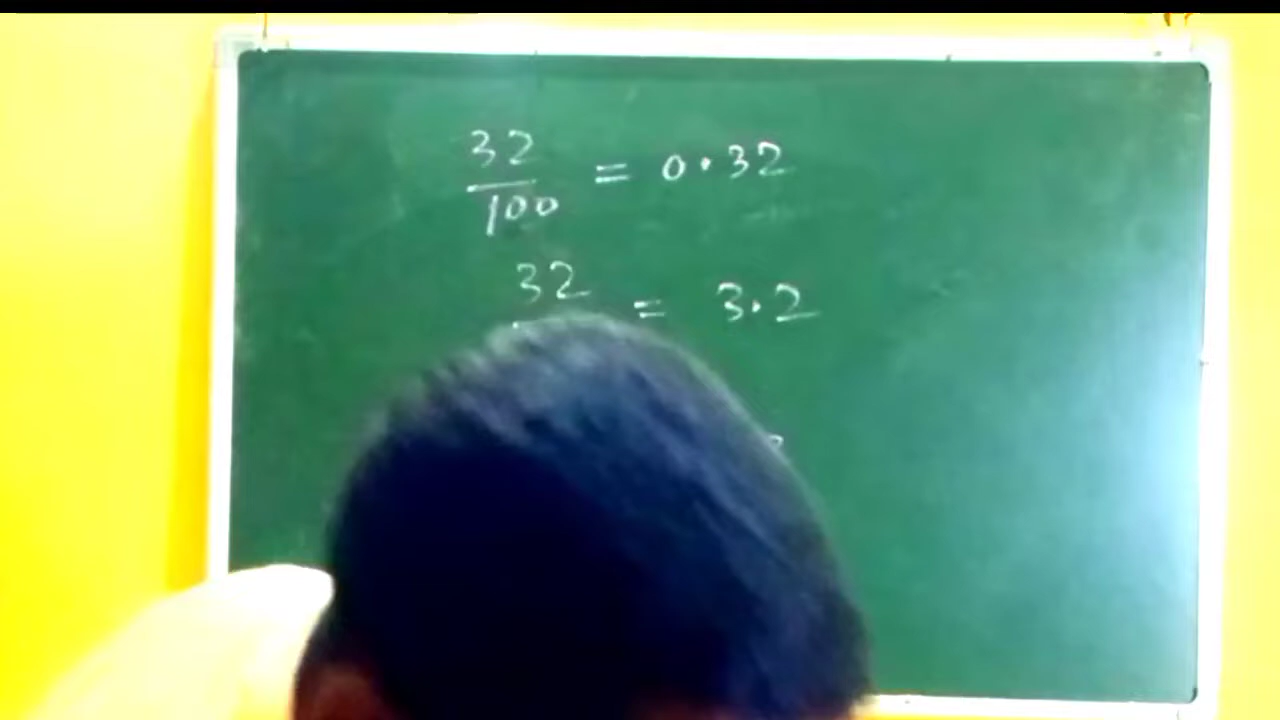 32/100 = 0.32
32 = 3.2